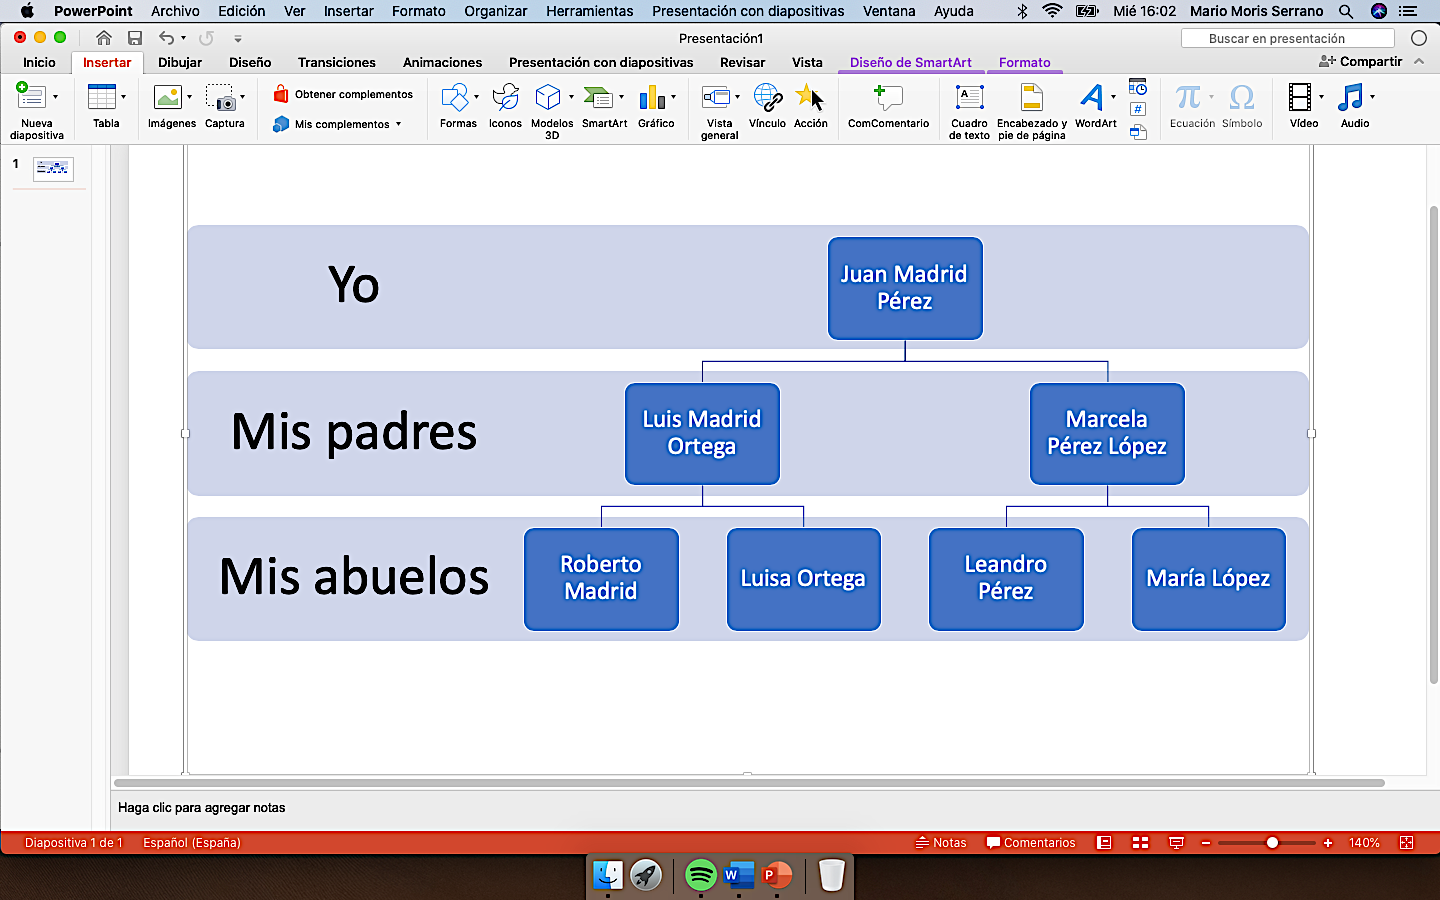 PowerPoint Archivo Edición Ver Insertar Formato Organizar Herramientas Presentación con diapositivas Ventana Ayuda Mié 16:02 Mario Moris Serrano
Presentación1
Buscar en presentación
Inicio Insertar Dibujar Diseño Transiciones Animaciones Presentación con diapositivas Revisar Vista Diseño de SmartArt Formato Compartir
Obtener complementos
Mis complementos
Nueva
diapositiva
Tabla
Imágenes
Captura
Formas
Iconos
Modelos
3D
SmartArt
Gráfico
Vista
general
Vínculo
Acción
ComComentario
Cuadro
de texto
Encabezado y
pie de página
WordArt
Ecuación
Símbolo
Vídeo
Audio
1
Yo
Juan Madrid
Pérez
Mis padres
Luis Madrid
Ortega
Marcela
Pérez López
Mis abuelos
Roberto
Madrid
Luisa Ortega
Leandro
Pérez
María López
Haga clic para agregar notas
Diapositiva 1 de 1 Español (España) Notas Comentarios 140%